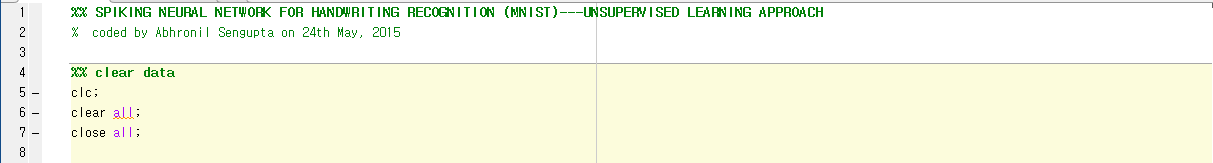 1 %% SPIKING NEURAL NETWORK FOR HANDWRITING RECOGNITION (MNIST)---UNSUPERVISED LEARNING APPROACH
2 % coded by Abhronil Sengupta on 24th May, 2015
3
4 %% clear data
5 – clc;
6 – clear all;
7 – close all;
8